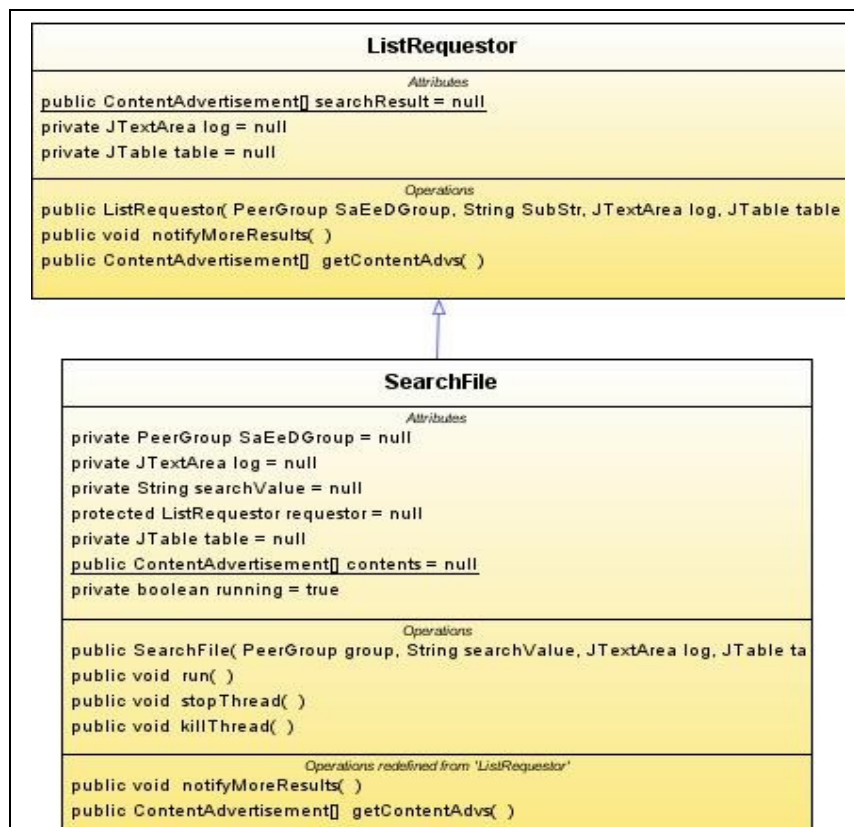 ListRequestor
Attributes
public ContentAdvertisement[] searchResult = null
private JTextArea log = null
private JTable table = null
Operations
public ListRequestor( PeerGroup SaEeDGroup, String SubStr, JTextArea log, JTable table
public void notifyMoreResults( )
public ContentAdvertisement[] getContentAdvs( )
SearchFile
Attributes
private PeerGroup SaEeDGroup = null
private JTextArea log = null
private String searchValue = null
protected ListRequestor requestor = null
private JTable table = null
public ContentAdvertisement[] contents = null
private boolean running = true
Operations
public SearchFile( PeerGroup group, String searchValue, JTextArea log, JTable ta
public void run( )
public void stopThread( )
public void killThread( )
Operations redefined from 'ListRequestor'
public void notifyMoreResults( )
public ContentAdvertisement[] getContentAdvs( )